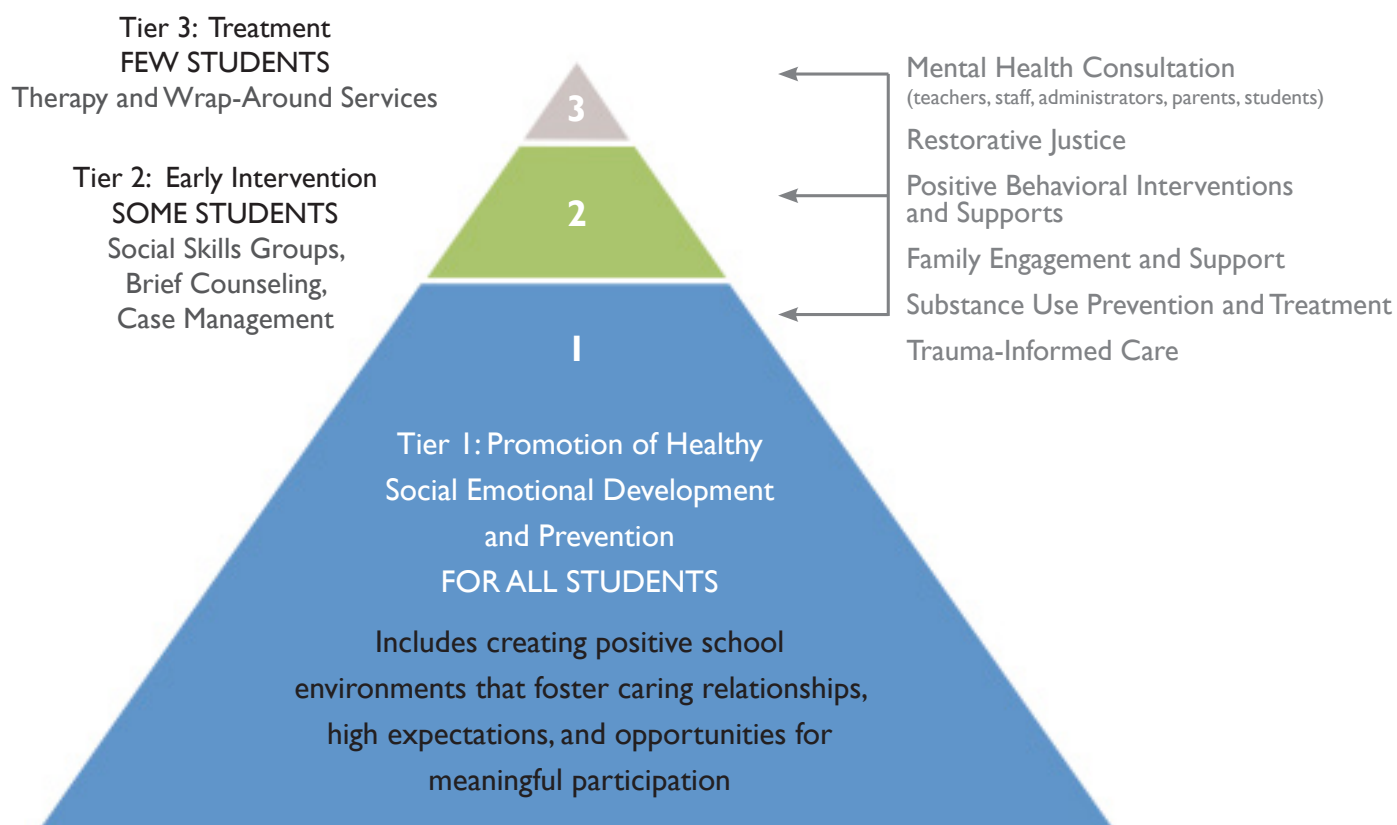 Tier 3: Treatment
FEW STUDENTS
Therapy and Wrap-Around Services
Tier 2: Early Intervention
SOME STUDENTS
Social Skills Groups,
Brief Counseling,
Case Management
3
2
1
Tier 1: Promotion of Healthy
Social Emotional Development
and Prevention
FOR ALL STUDENTS
Includes creating positive school
environments that foster caring relationships,
high expectations, and opportunities for
meaningful participation
Mental Health Consultation
(teachers, staff, administrators, parents, students)
Restorative Justice
Positive Behavioral Interventions
and Supports
Family Engagement and Support
Substance Use Prevention and Treatment
Trauma-Informed Care